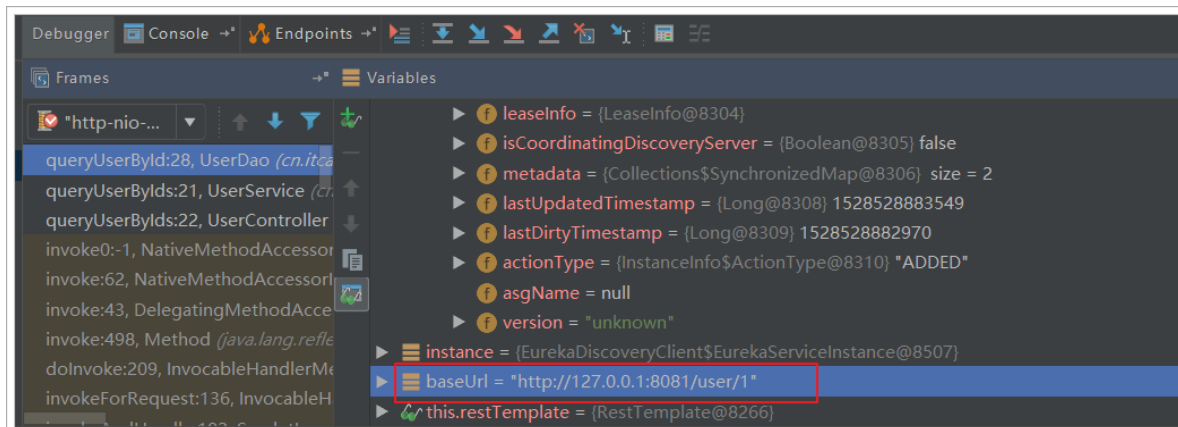 Debugger Console Endpoints
Frames
Variables
"http-nio-...
queryUserById:28, UserDao (cn.itca
queryUserByIds:21, UserService (cn
queryUserByIds:22, UserController
invoke0:-1, NativeMethodAccessor
invoke:62, NativeMethodAccessorI
invoke:43, DelegatingMethodAcce
invoke:498, Method (java.lang.refle
doInvoke:209, InvocableHandlerMe
invokeForRequest:136, InvocableH
leaseInfo = {LeaseInfo@8304}
isCoordinatingDiscoveryServer = {Boolean@8305} false
metadata = {Collections$SynchronizedMap@8306} size = 2
lastUpdatedTimestamp = {Long@8308} 1528528883549
lastDirtyTimestamp = {Long@8309} 1528528882970
actionType = {InstanceInfo$ActionType@8310} "ADDED"
asgName = null
version = "unknown"
instance = {EurekaDiscoveryClient$EurekaServiceInstance@8507}
baseUrl = "http://127.0.0.1:8081/user/1"
this.restTemplate = {RestTemplate@8266}